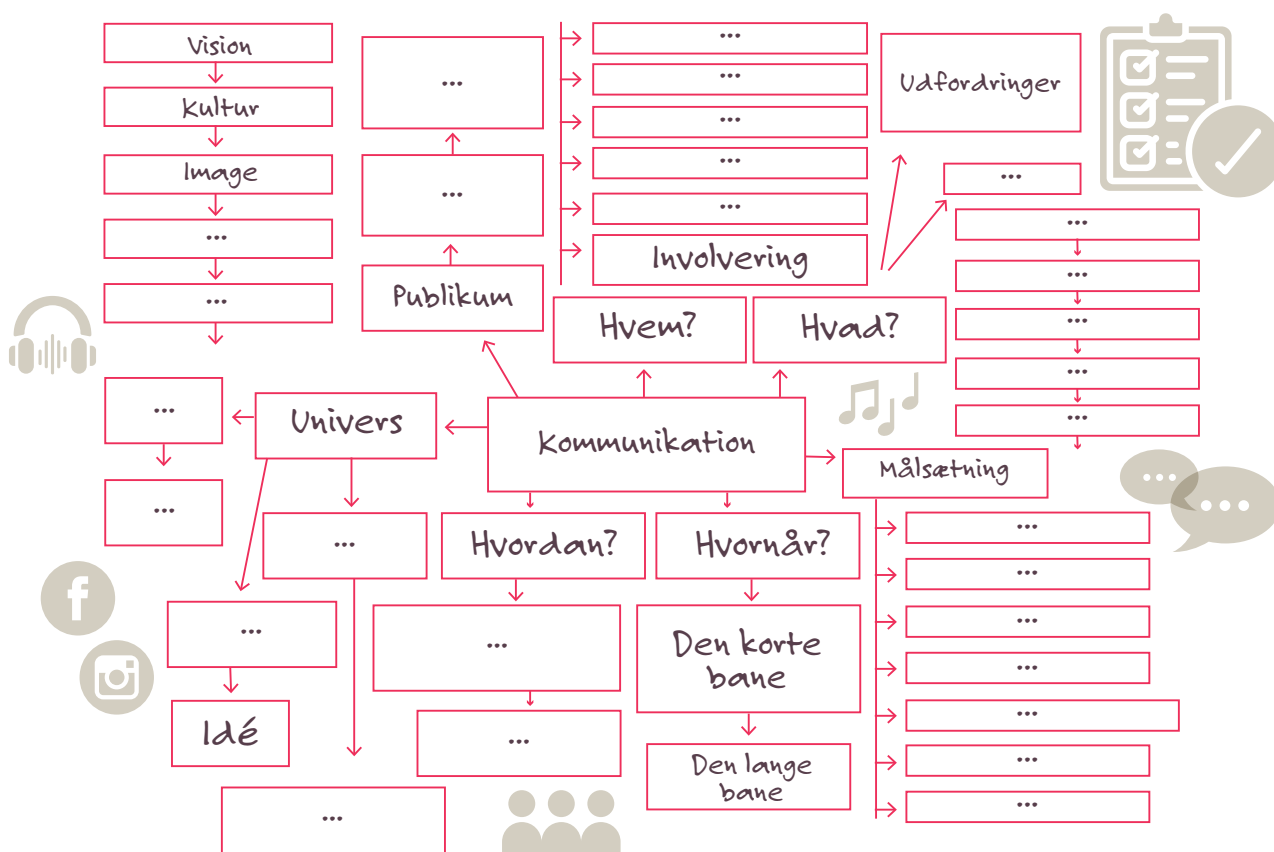 Vision
Kultur
Image
...
...
...
...
Publikum
...
...
...
...
...
Involvering
Udfordringer
...
...
...
...
...
...
Hvem?
Hvad?
Kommunikation
Univers
...
...
...
...
Idé
...
Hvordan?
...
...
Hvornår?
Den korte
bane
Den lange
bane
Målsætning
...
...
...
...
...
...
...
f